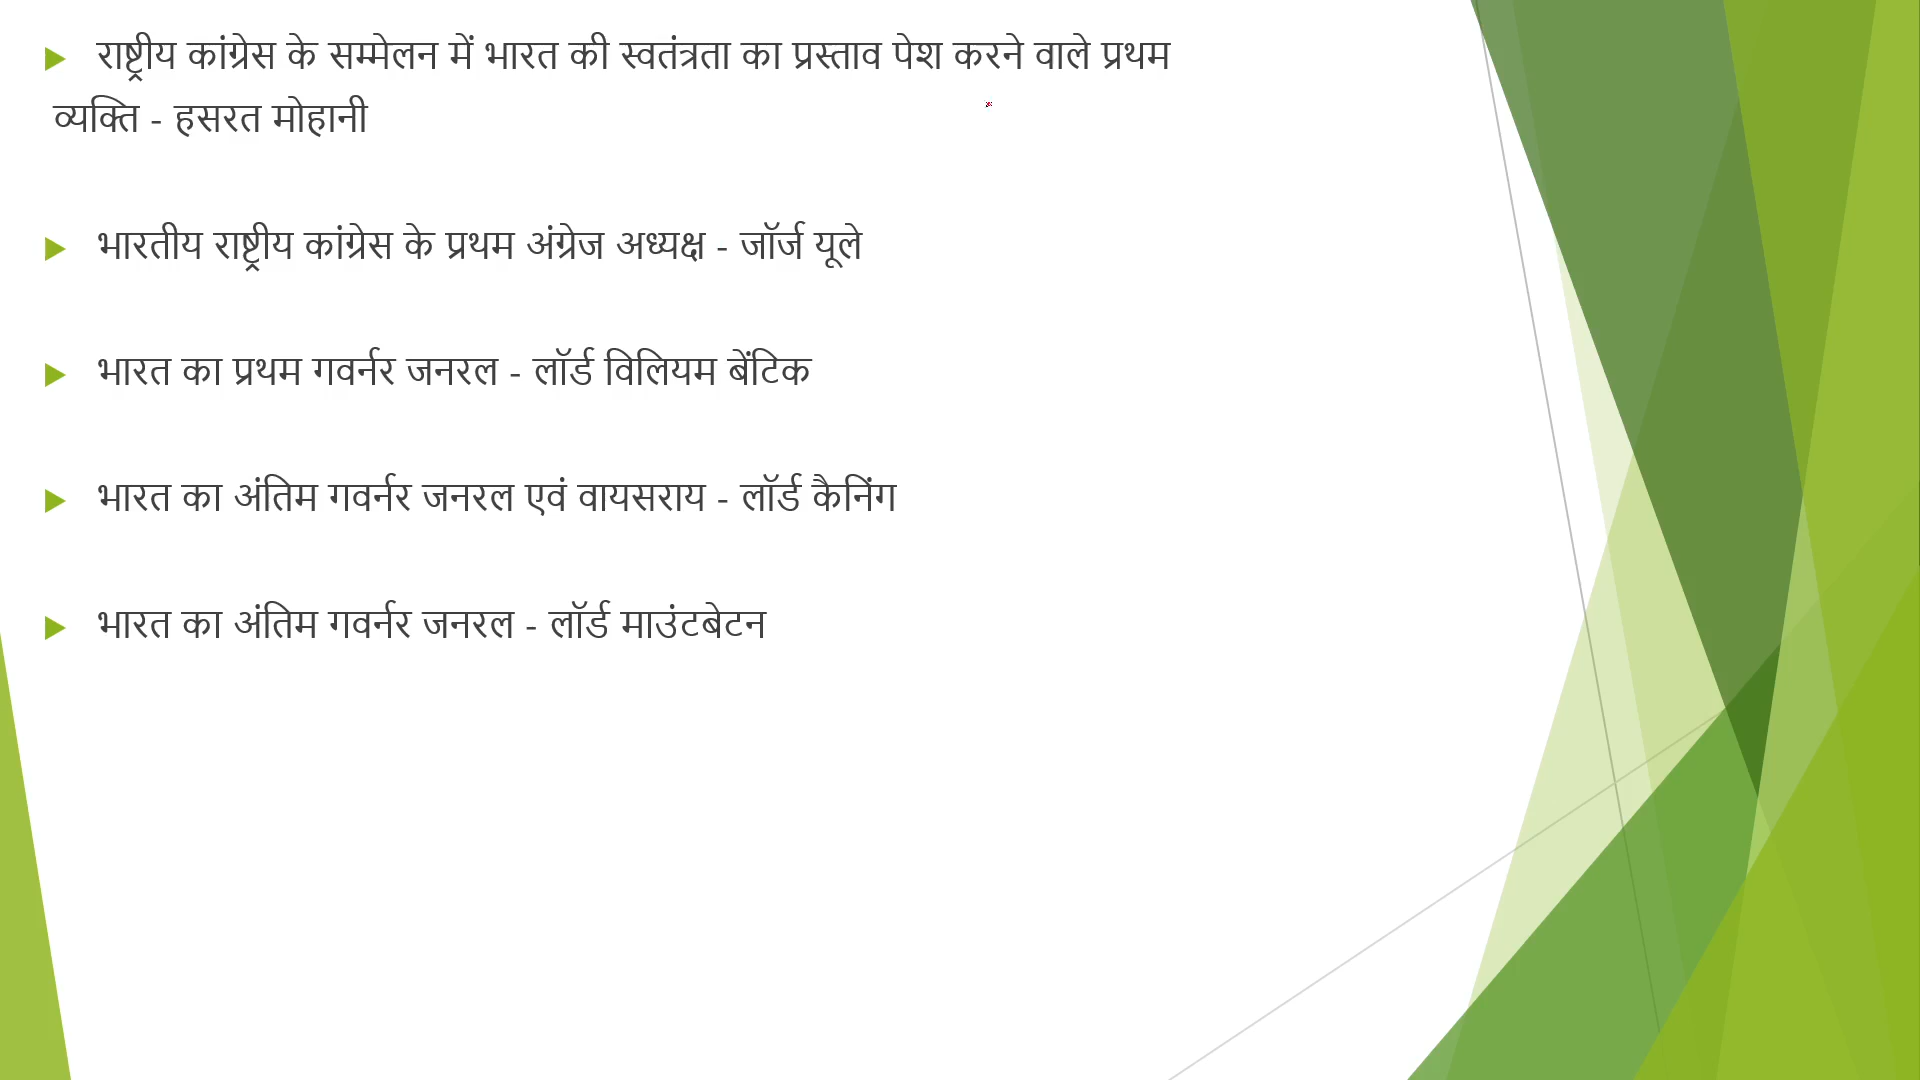 राष्ट्रीय कांग्रेस के सम्मेलन में भारत की स्वतंत्रता का प्रस्ताव पेश करने वाले प्रथम
व्यक्ति - हसरत मोहानी
भारतीय राष्ट्रीय कांग्रेस के प्रथम अंग्रेज अध्यक्ष - जॉर्ज यूले
भारत का प्रथम गवर्नर जनरल - लॉर्ड विलियम बेंटिक
भारत का अंतिम गवर्नर जनरल एवं वायसराय - लॉर्ड कैनिंग
भारत का अंतिम गवर्नर जनरल - लॉर्ड माउंटबेटन